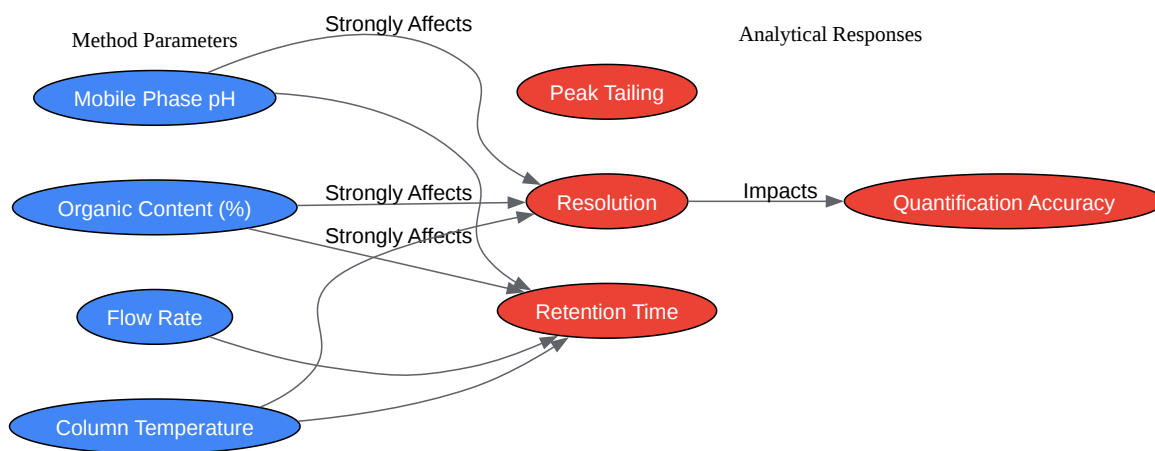 Method Parameters
Analytical Responses
Strongly Affects
Mobile Phase pH
Peak Tailing
Organic Content (%)
Strongly Affects
Resolution
Impacts
Quantification Accuracy
Strongly Affects
Flow Rate
Retention Time
Column Temperature